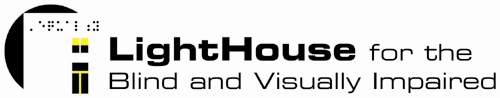 LightHouse for the
Blind and Visually Impaired